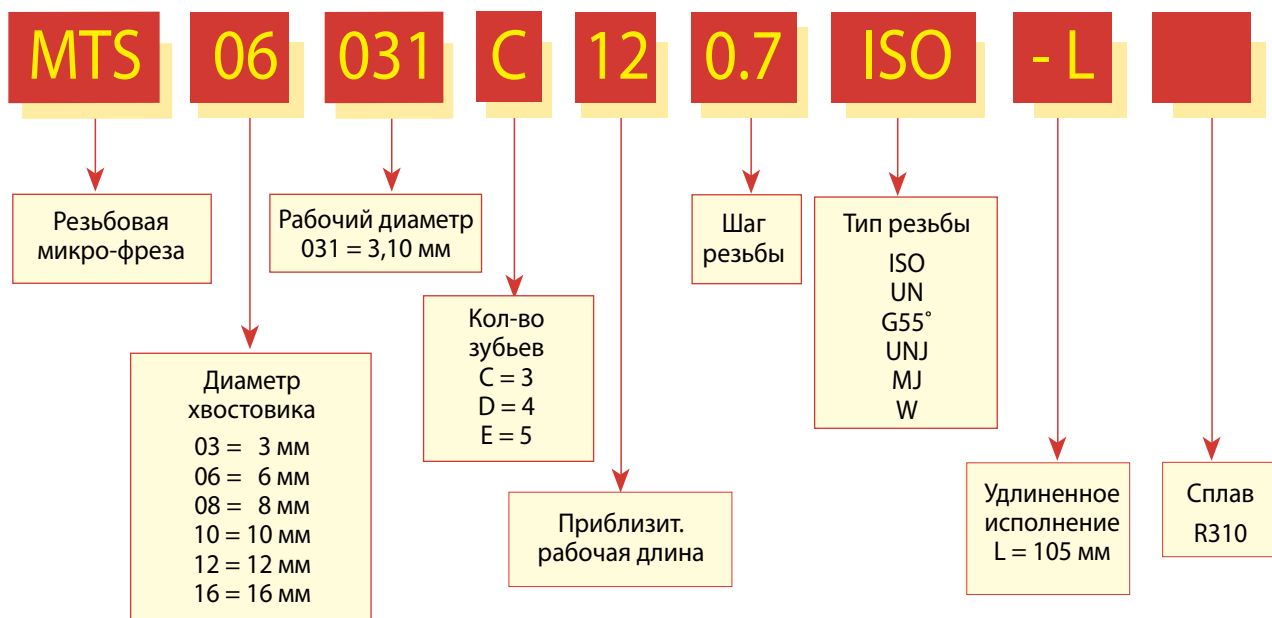 MTS 06 031 C 12 0.7 ISO - L
Резьбовая
микро-фреза
Диаметр
хвостовика
03 = 3 мм
06 = 6 мм
08 = 8 мм
10 = 10 мм
12 = 12 мм
16 = 16 мм
Рабочий диаметр
031 = 3,10 мм
Кол-во
зубьев
C = 3
D = 4
E = 5
Приблизит.
рабочая длина
Шаг
резьбы
Тип резьбы
ISO
UN
G55˚
UNJ
MJ
W
Удлиненное
исполнение
L = 105 мм
Сплав
R310